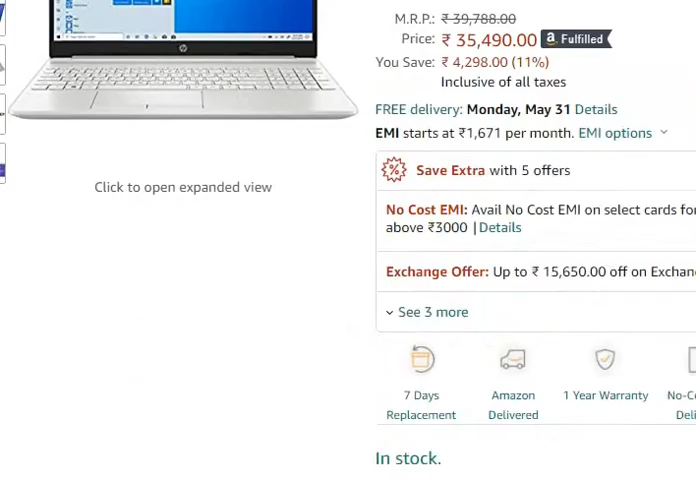 M.R.P.: ₹ 39,788.00
Price: ₹ 35,490.00 a Fulfilled
You Save: ₹ 4,298.00 (11%)
Inclusive of all taxes
FREE delivery: Monday, May 31 Details
EMI starts at ₹1,671 per month. EMI options
Click to open expanded view
Save Extra with 5 offers
No Cost EMI: Avail No Cost EMI on select cards for
above ₹3000 | Details
Exchange Offer: Up to ₹ 15,650.00 off on Exchan
See 3 more
7 Days
Replacement
Amazon
Delivered
1 Year Warranty
No-Co
Deli
In stock.